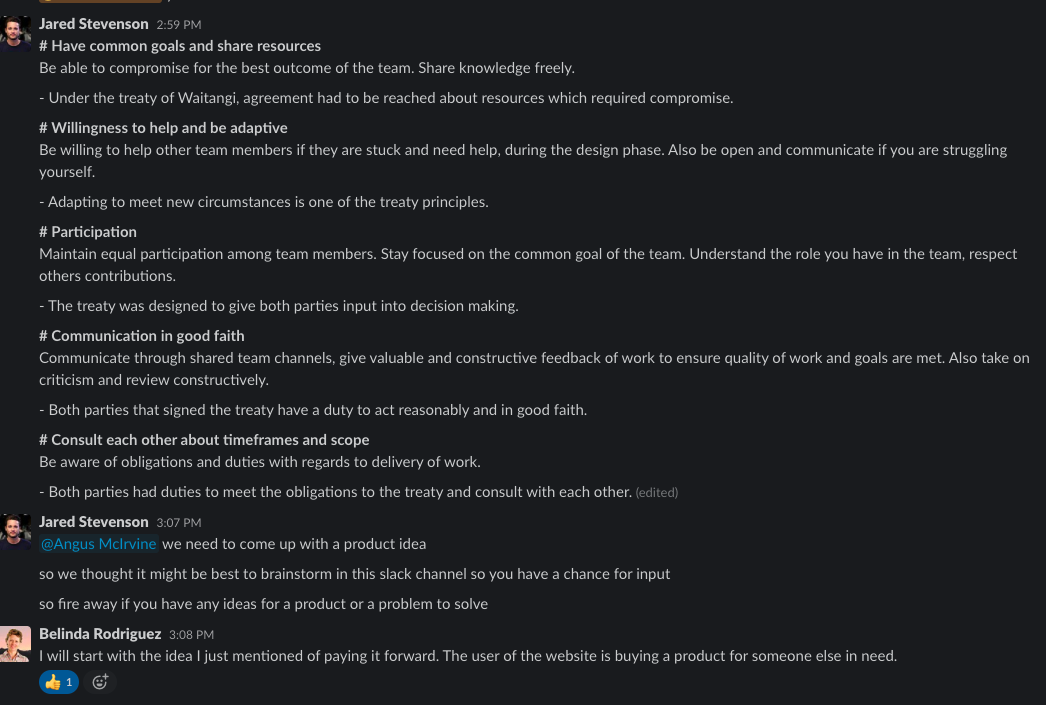 Jared Stevenson 2:59 PM
# Have common goals and share resources
Be able to compromise for the best outcome of the team. Share knowledge freely.
- Under the treaty of Waitangi, agreement had to be reached about resources which required compromise.
# Willingness to help and be adaptive
Be willing to help other team members if they are stuck and need help, during the design phase. Also be open and communicate if you are struggling
yourself.
- Adapting to meet new circumstances is one of the treaty principles.
# Participation
Maintain equal participation among team members. Stay focused on the common goal of the team. Understand the role you have in the team, respect
others contributions.
- The treaty was designed to give both parties input into decision making.
# Communication in good faith
Communicate through shared team channels, give valuable and constructive feedback of work to ensure quality of work and goals are met. Also take on
criticism and review constructively.
- Both parties that signed the treaty have a duty to act reasonably and in good faith.
# Consult each other about timeframes and scope
Be aware of obligations and duties with regards to delivery of work.
- Both parties had duties to meet the obligations to the treaty and consult with each other. (edited)
Jared Stevenson 3:07 PM
@Angus McIrvine we need to come up with a product idea
so we thought it might be best to brainstorm in this slack channel so you have a chance for input
so fire away if you have any ideas for a product or a problem to solve
Belinda Rodriguez 3:08 PM
I will start with the idea I just mentioned of paying it forward. The user of the website is buying a product for someone else in need.
1